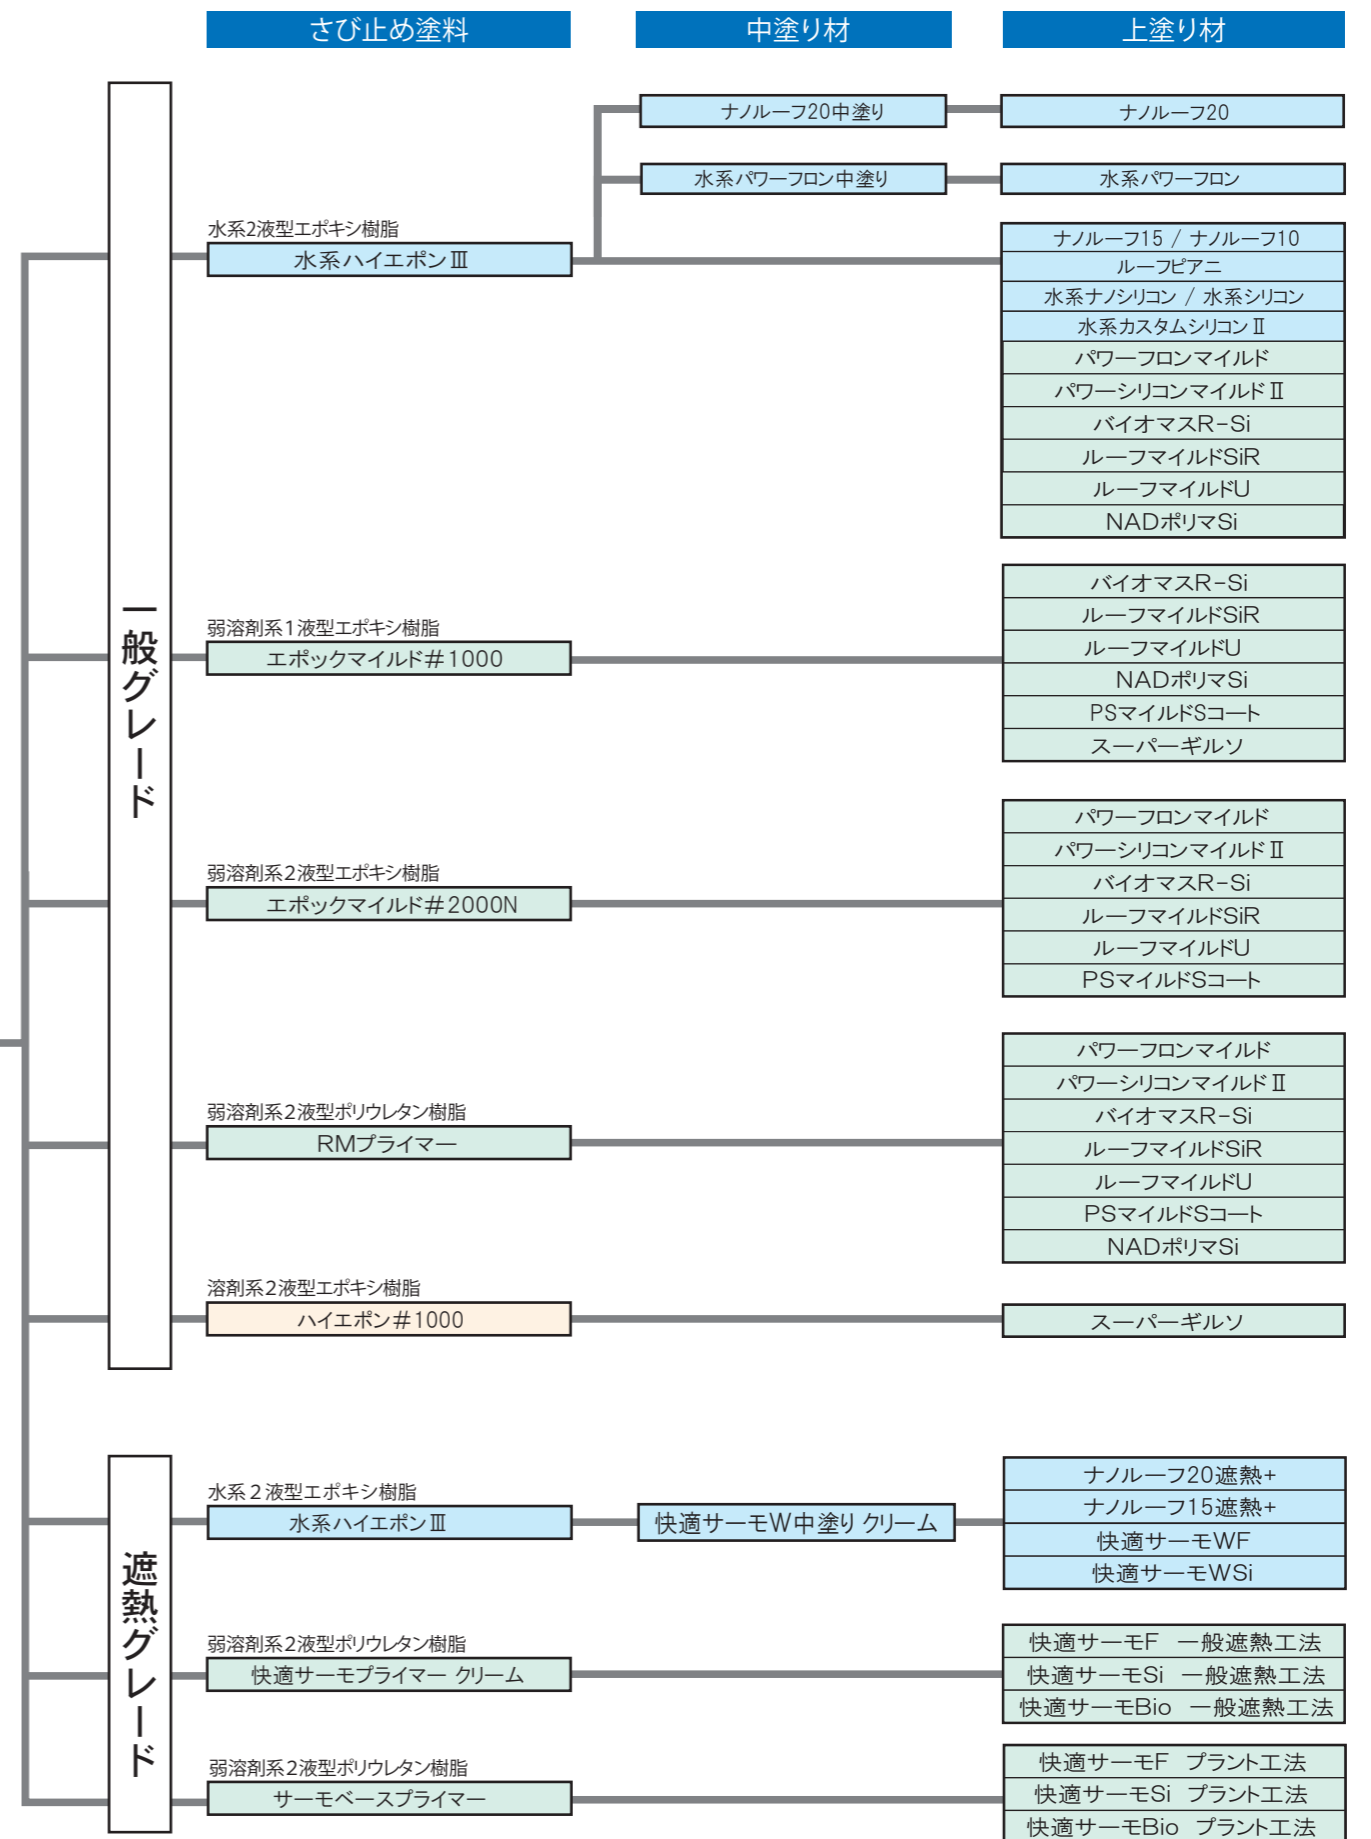 さび止め塗料
中塗り材
上塗り材
一般グレード
ナノルーフ20中塗り
ナノルーフ20
水系パワーフロン中塗り
水系パワーフロン
水系2液型エポキシ樹脂
水系ハイエポンⅢ
ナノルーフ15 / ナノルーフ10
ルーフピアニ
水系ナノシリコン / 水系シリコン
水系カスタムシリコンⅡ
パワーフロンマイルド
パワーシリコンマイルドⅡ
バイオマスR-Si
ルーフマイルドSiR
ルーフマイルドU
NADポリマSi
弱溶剤系1液型エポキシ樹脂
エポックマイルド#1000
バイオマスR-Si
ルーフマイルドSiR
ルーフマイルドU
NADポリマSi
PSマイルドSコート
スーパーギルソ
弱溶剤系2液型エポキシ樹脂
エポックマイルド#2000N
パワーフロンマイルド
パワーシリコンマイルドⅡ
バイオマスR-Si
ルーフマイルドSiR
ルーフマイルドU
PSマイルドSコート
弱溶剤系2液型ポリウレタン樹脂
RMプライマー
パワーフロンマイルド
パワーシリコンマイルドⅡ
バイオマスR-Si
ルーフマイルドSiR
ルーフマイルドU
PSマイルドSコート
NADポリマSi
溶剤系2液型エポキシ樹脂
ハイエポン#1000
スーパーギルソ
遮熱グレード
水系2液型エポキシ樹脂
水系ハイエポンⅢ
快適サーモW中塗り クリーム
ナノルーフ20遮熱+
ナノルーフ15遮熱+
快適サーモWF
快適サーモWSi
弱溶剤系2液型ポリウレタン樹脂
快適サーモプライマー クリーム
快適サーモF 一般遮熱工法
快適サーモSi 一般遮熱工法
快適サーモBio 一般遮熱工法
弱溶剤系2液型ポリウレタン樹脂
サーモベースプライマー
快適サーモF プラント工法
快適サーモSi プラント工法
快適サーモBio プラント工法